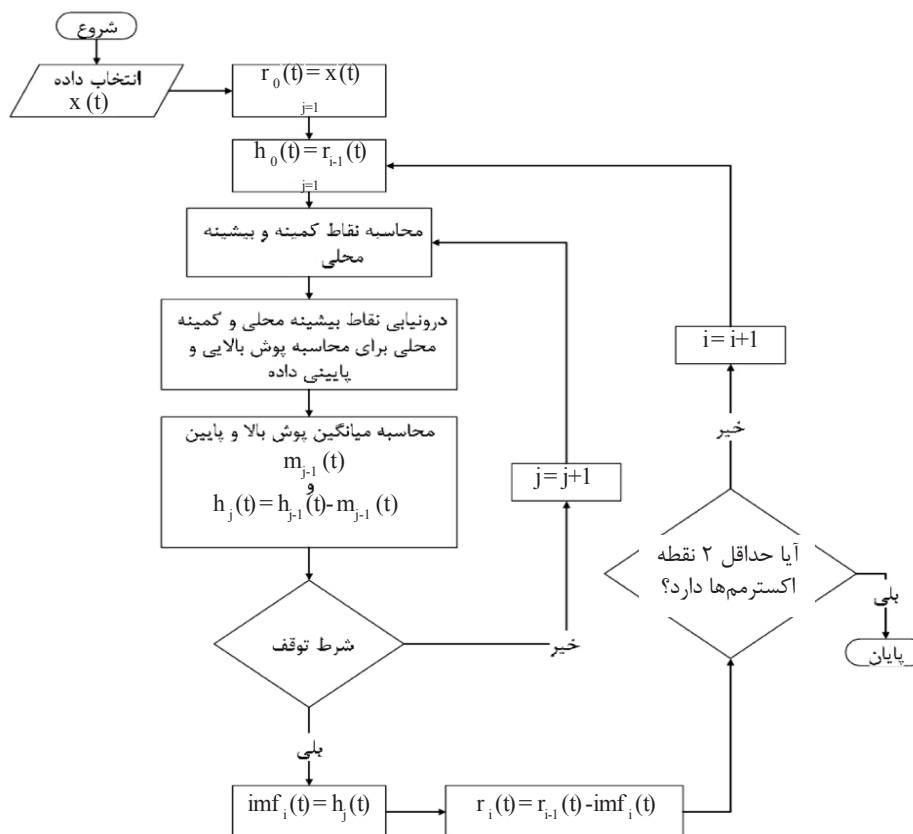 شروع
انتخاب داده
x (t)
r₀(t) = x(t)
j=1
h₀(t) = rᵢ₋₁(t)
j=1
محاسبه نقاط کمینه و بیشینه
محلی
درونیابی نقاط بیشینه محلی و کمینه
محلی برای محاسبه پوش بالایی و
پایینی داده
محاسبه میانگین پوش بالا و پایین
mⱼ₋₁(t)
و
hⱼ(t) = hⱼ₋₁(t)- mⱼ₋₁(t)
شرط توقف
خیر
j = j+1
بلی
imfᵢ(t) = hⱼ(t)
rᵢ(t) = rᵢ₋₁(t) -imfᵢ(t)
آیا حداقل ۲ نقطه
اکسترمم‌ها دارد؟
خیر
i = i+1
بلی
پایان